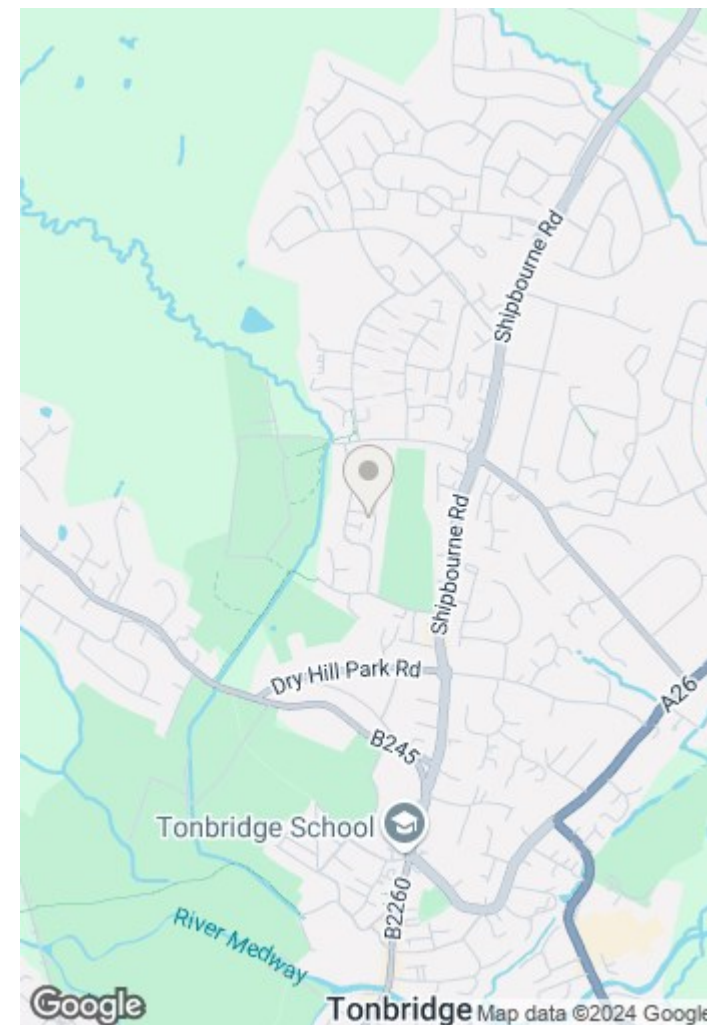 Shipbourne Rd
Shipbourne Rd
Dry Hill Park Rd
A26
B245
Tonbridge School
B2260
River Medway
Google
Tonbridge
Map data ©2024 Google